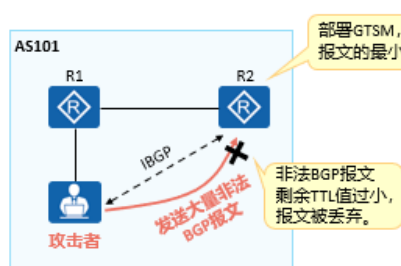 部署GTSM，
报文的最小
AS101
R1
R2
IBGP
发送大量非法
BGP报文
非法BGP报文
剩余TTL值过小，
报文被丢弃。
攻击者